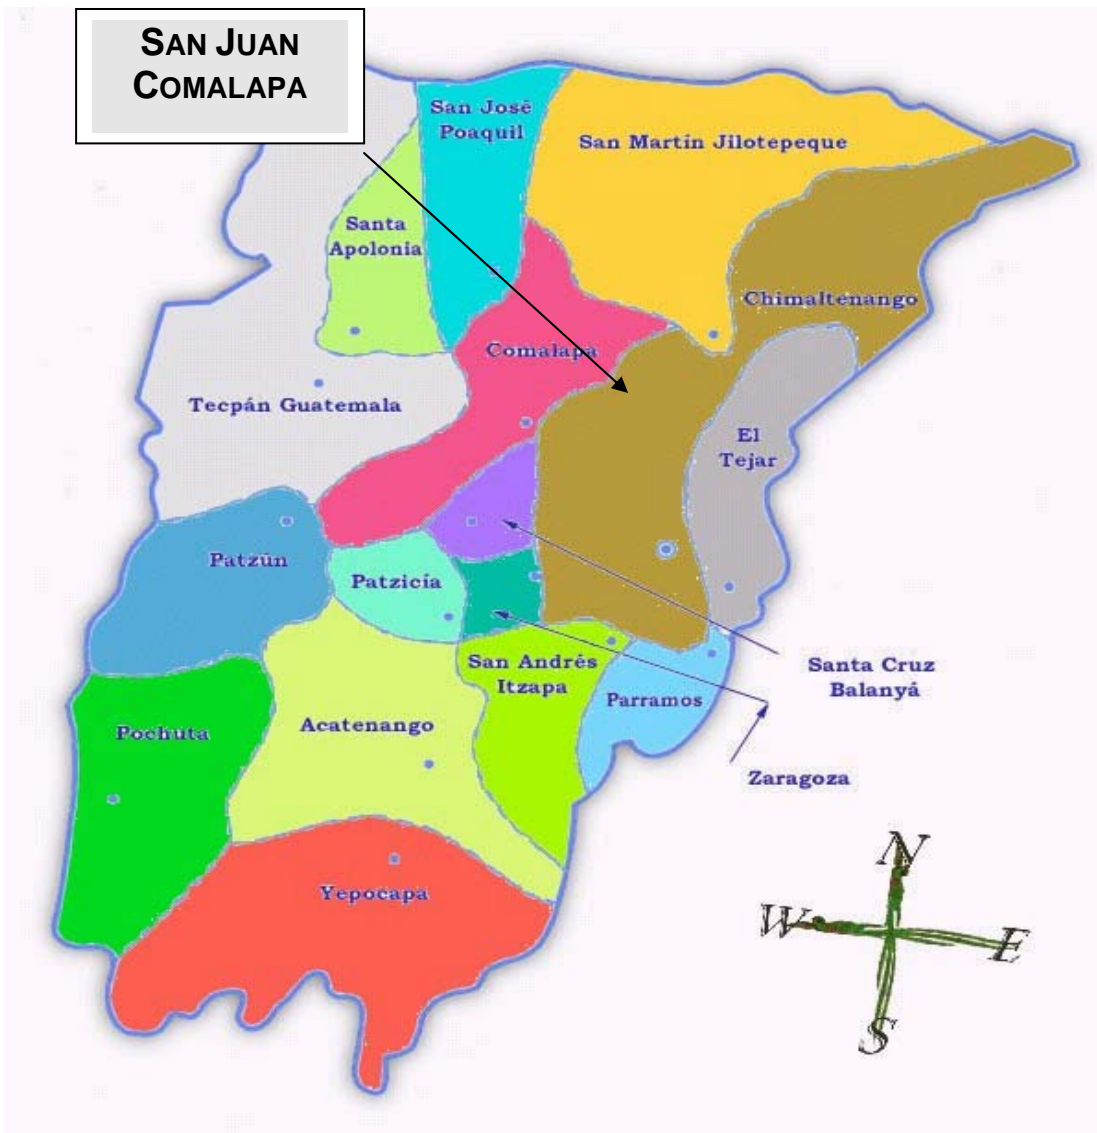 SAN JUAN
COMALAPA
San José
Poaquil
San Martín Jilotepeque
Santa
Apolonia
Chimaltenango
Comalapa
Tecpán Guatemala
El
Tejar
Patzún
Patzicía
San Andrés
Itzapa
Santa Cruz
Balanyá
Parramos
Pochuta
Acatenango
Zaragoza
Yepocapa
N
W
E
S